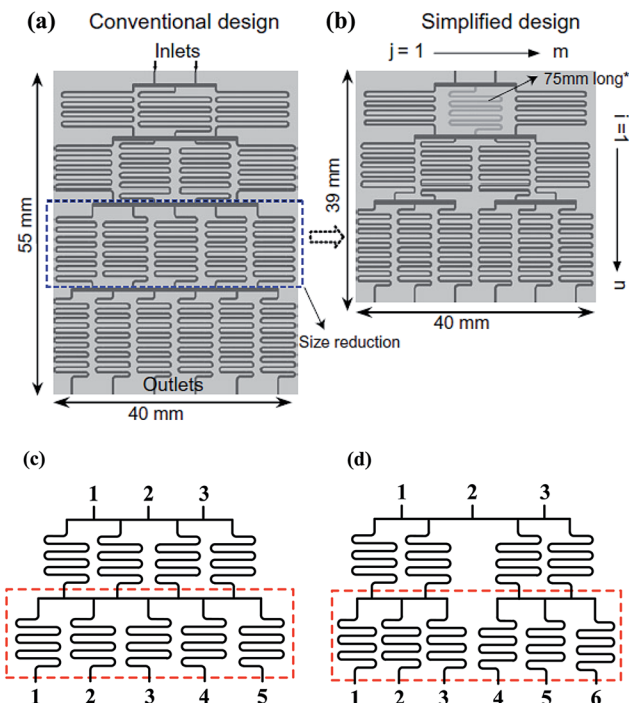 (a) Conventional design
Inlets
55 mm
Size reduction
Outlets
40 mm
(b) Simplified design
j = 1 m
75mm long*
i = 1
n
39 mm
40 mm
(c)
1 2 3
1 2 3 4 5
(d)
1 2 3
1 2 3 4 5 6